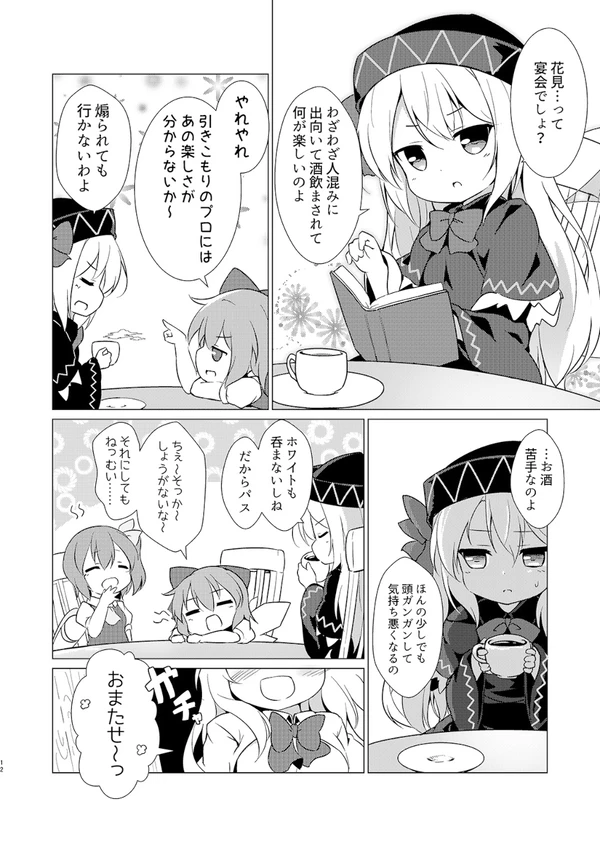 花見…って
宴会でしょ？
わざわざ人混みに
出向いて酒飲まされて
何が楽しいのよ
やれやれ
引きこもりのプロには
あの楽しさが
分からないか～
煽られても
行かないわよ
…お酒
苦手なのよ
ほんの少しでも
頭ガンガンして
気持ち悪くなるの
ホワイトも
呑まないしね
だからパス
ちぇ～そっか～
しょうがないな～
それにしても
ねっむい……
ガチャ
おまたせ～っ
12